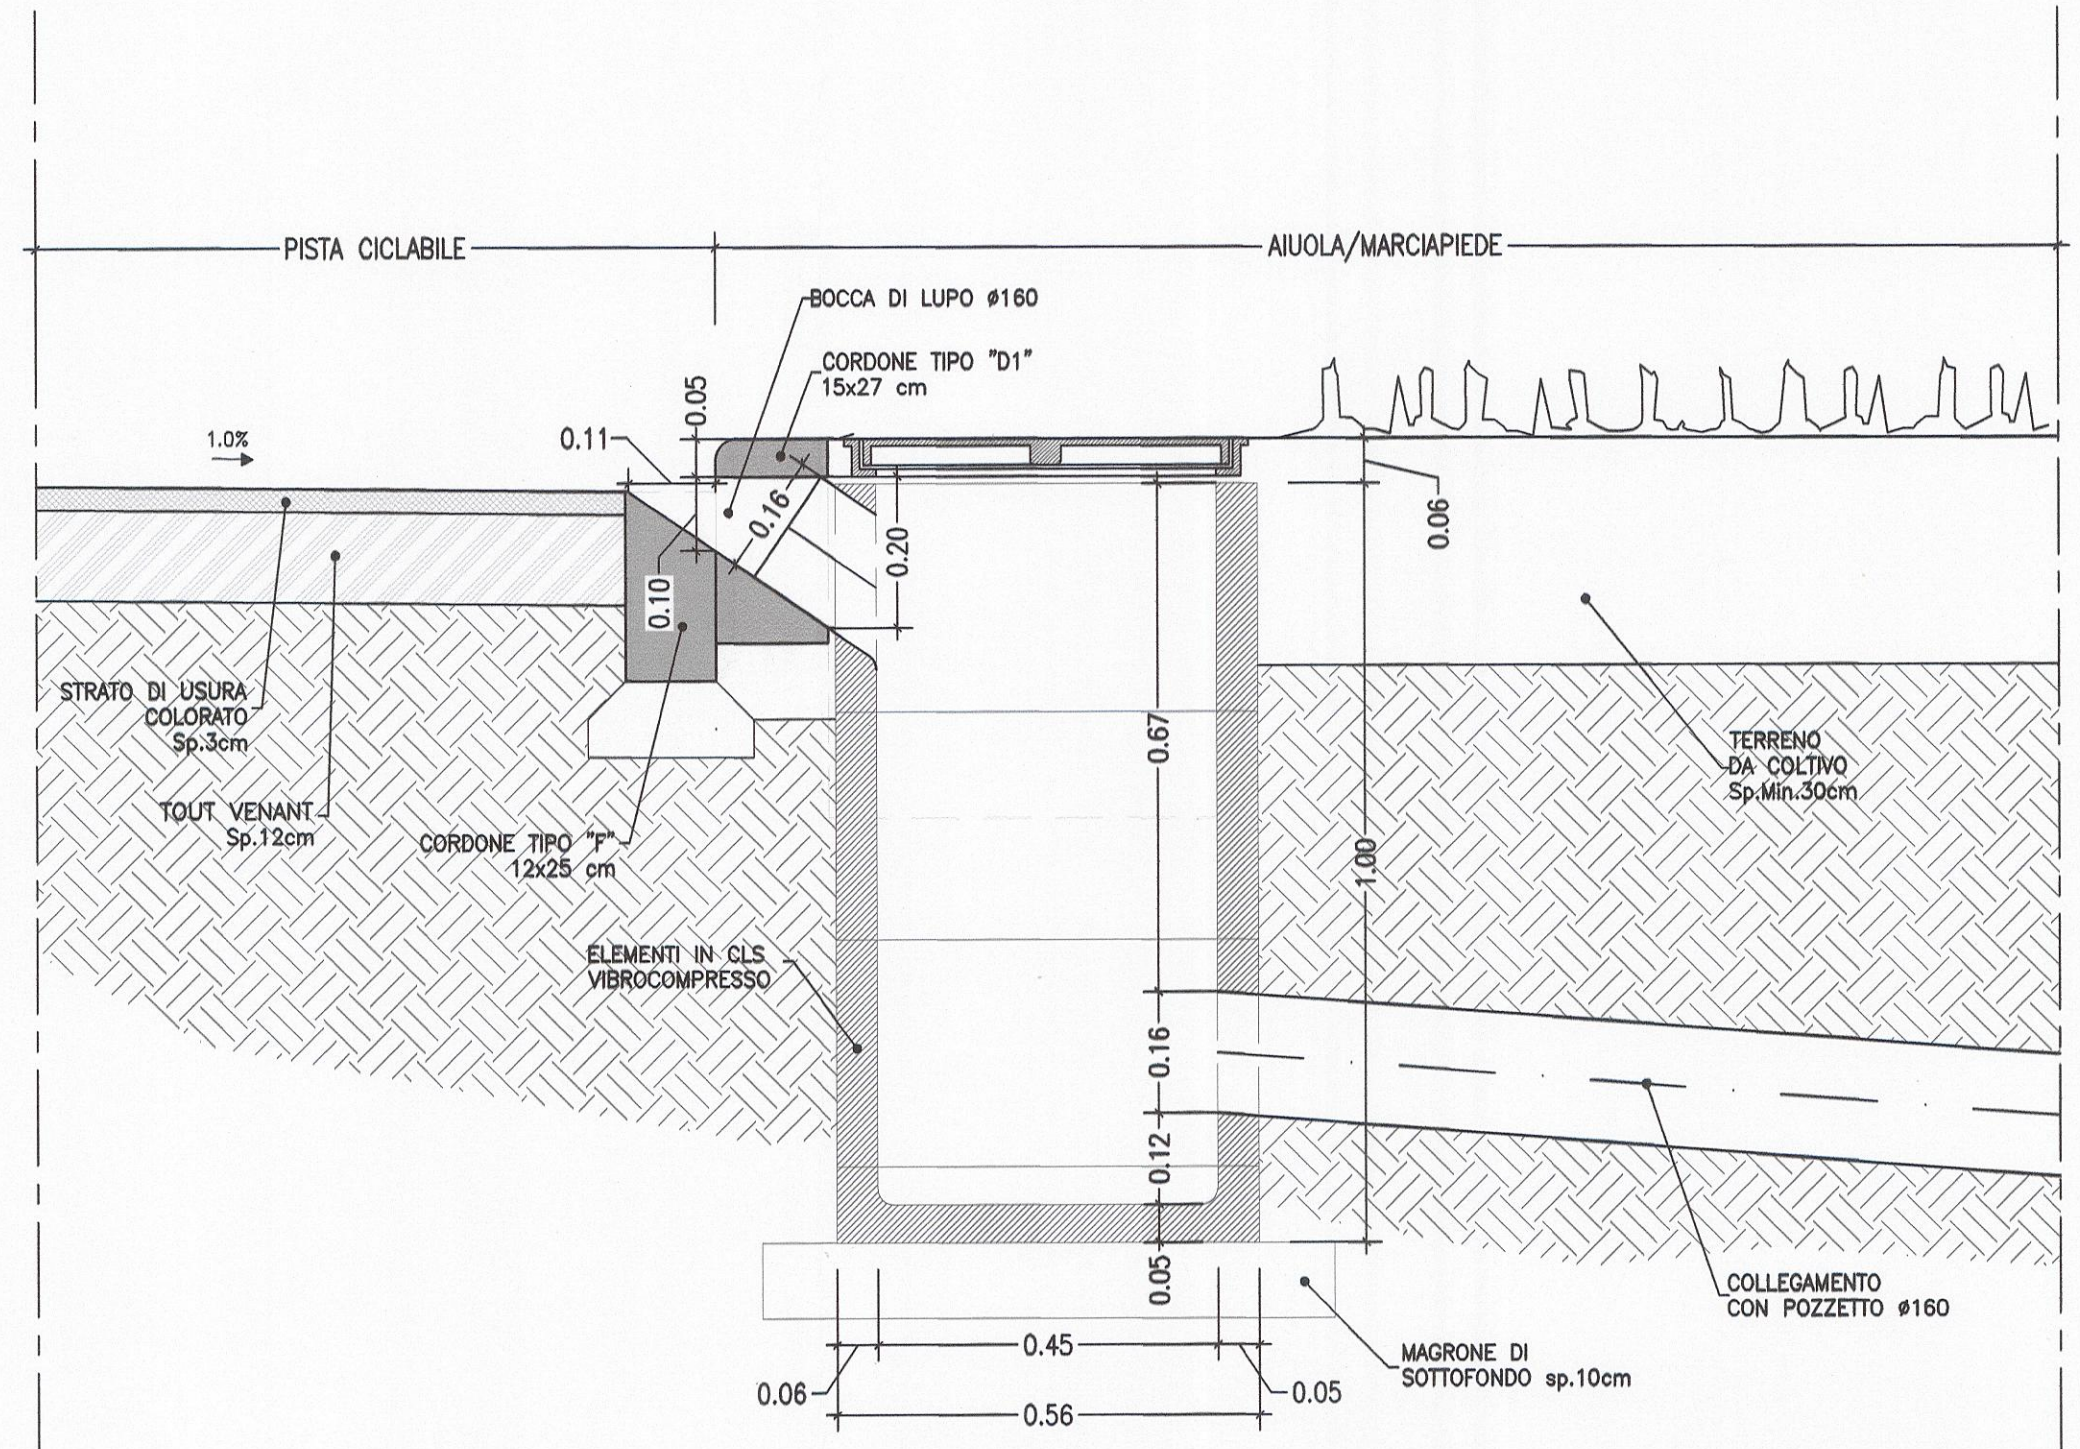 PISTA CICLABILE
AIUOLA/MARCIAPIEDE
BOCCA DI LUPO ø160
CORDONE TIPO "D1"
15x27 cm
0.05
0.11
1.0%
0.16
0.10
0.20
0.06
STRATO DI USURA
COLORATO
Sp.3cm
TOUT VENANT
Sp.12cm
CORDONE TIPO "F"
12x25 cm
0.67
1.00
TERRENO
DA COLTIVO
Sp.Min.30cm
ELEMENTI IN CLS
VIBROCOMPRESSO
0.16
0.12
0.05
COLLEGAMENTO
CON POZZETTO ø160
MAGRONE DI
SOTTOFONDO sp.10cm
0.45
0.06
0.05
0.56